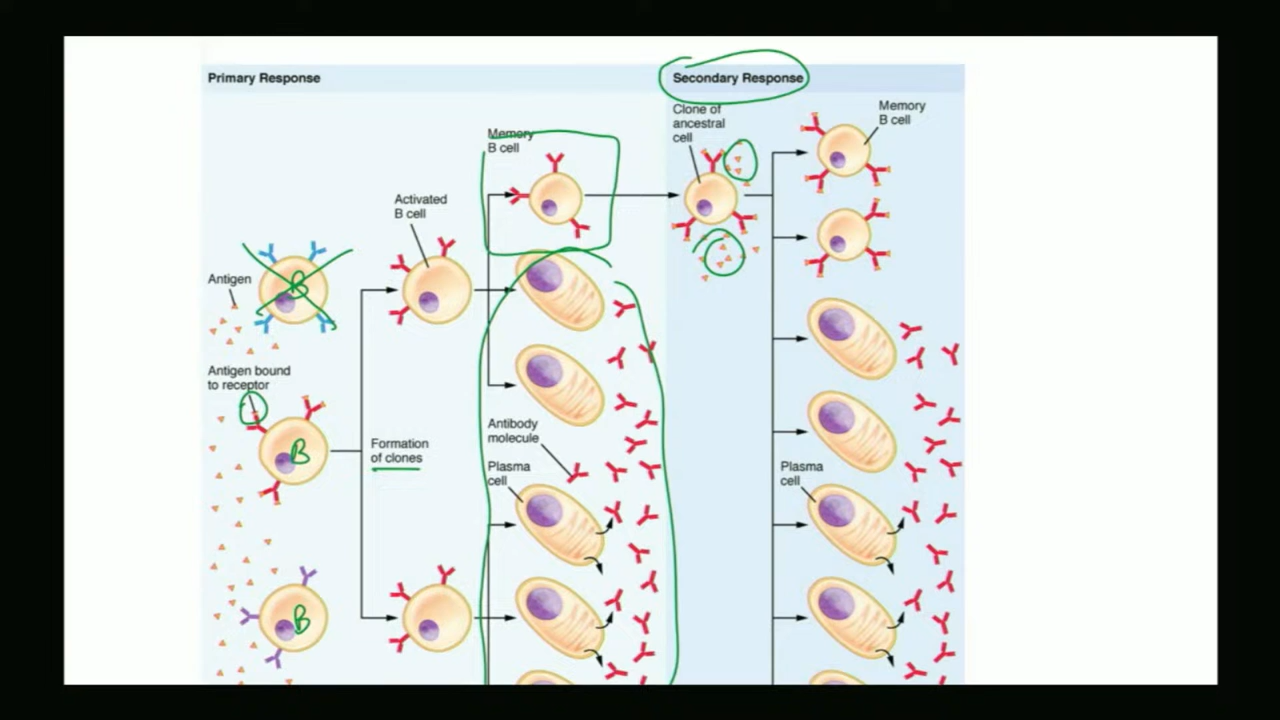 Primary Response
Secondary Response
Clone of
ancestral
cell
Memory
B cell
Memory
B cell
Activated
B cell
Antigen
B
Antigen bound
to receptor
B
Formation
of clones
Antibody
molecule
Plasma
cell
Plasma
cell
B